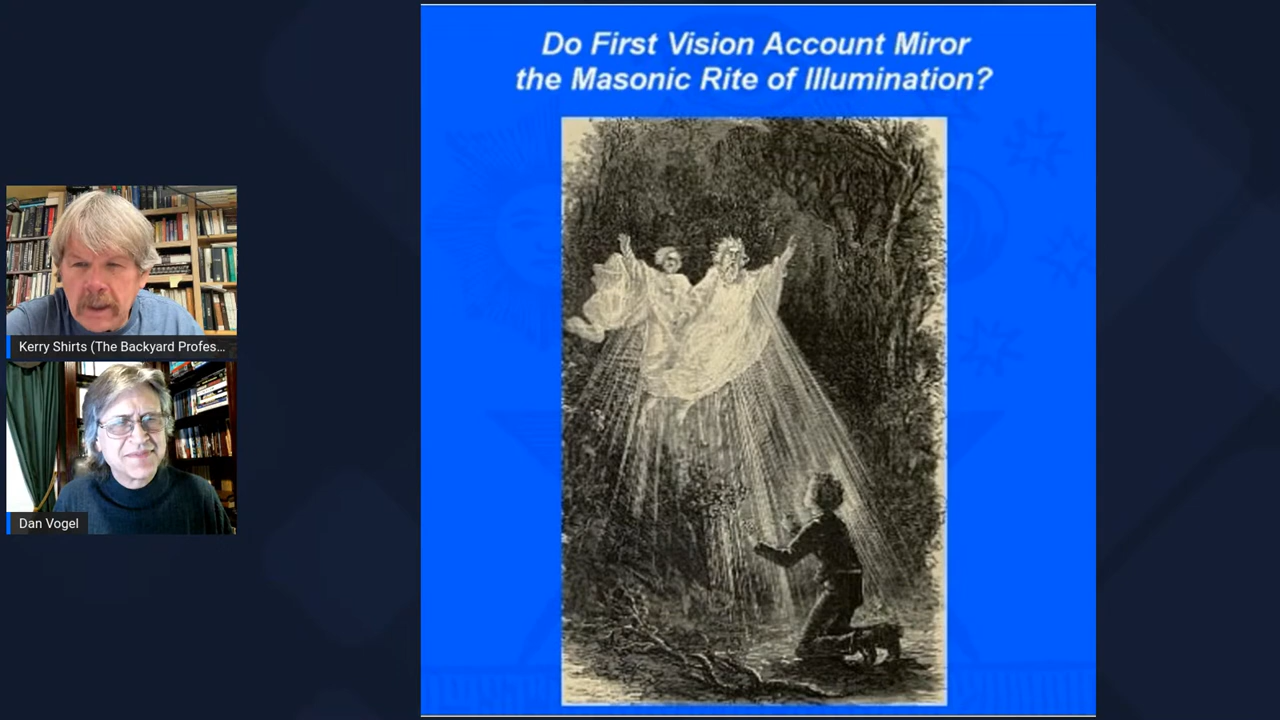 Do First Vision Account Miror
the Masonic Rite of Illumination?
Kerry Shirts (The Backyard Profes...
Dan Vogel